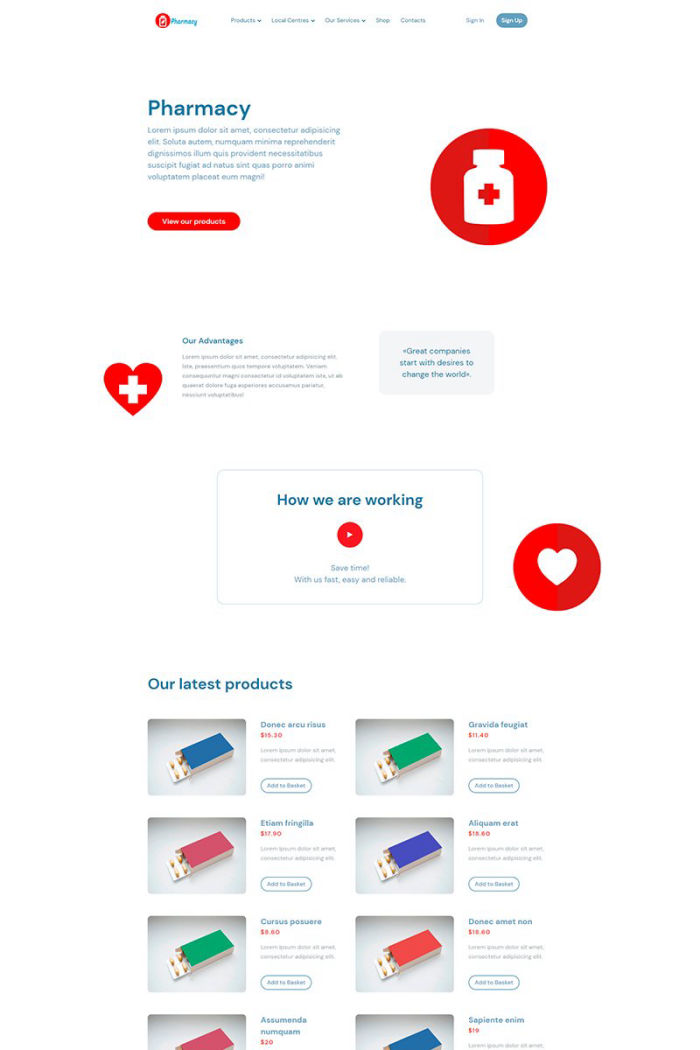 Pharmacy
Products
Local Centres
Our Services
Shop
Contacts
Sign In
Sign Up
Pharmacy
Lorem ipsum dolor sit amet, consectetur adipisicing
elit. Soluta autem, numquam minima reprehenderit
dignissimos illum quis provident necessitatibus
suscipit fugiat ad natus sint quas porro animi
voluptatem placeat eum magni!
View our products
Our Advantages
Lorem ipsum dolor sit amet, consectetur adipisicing elit.
Iste, praesentium quos tempore voluptatem. Veniam
consequuntur magni consectetur id voluptatem iste, ut ab
quaerat dolore fuga asperiores accusamus pariatur,
nesciunt voluptatibus!
«Great companies
start with desires to
change the world».
How we are working
Save time!
With us fast, easy and reliable.
Our latest products
Donec arcu risus
$15.30
Lorem ipsum dolor sit amet,
consectetur adipisicing elit.
Add to Basket
Gravida feugiat
$11.40
Lorem ipsum dolor sit amet,
consectetur adipisicing elit.
Add to Basket
Etiam fringilla
$17.90
Lorem ipsum dolor sit amet,
consectetur adipisicing elit.
Add to Basket
Aliquam erat
$18.60
Lorem ipsum dolor sit amet,
consectetur adipisicing elit.
Add to Basket
Cursus posuere
$8.60
Lorem ipsum dolor sit amet,
consectetur adipisicing elit.
Add to Basket
Donec amet non
$18.60
Lorem ipsum dolor sit amet,
consectetur adipisicing elit.
Add to Basket
Assumenda
numquam
$20
Sapiente enim
$19
Lorem ipsum dolor sit amet,